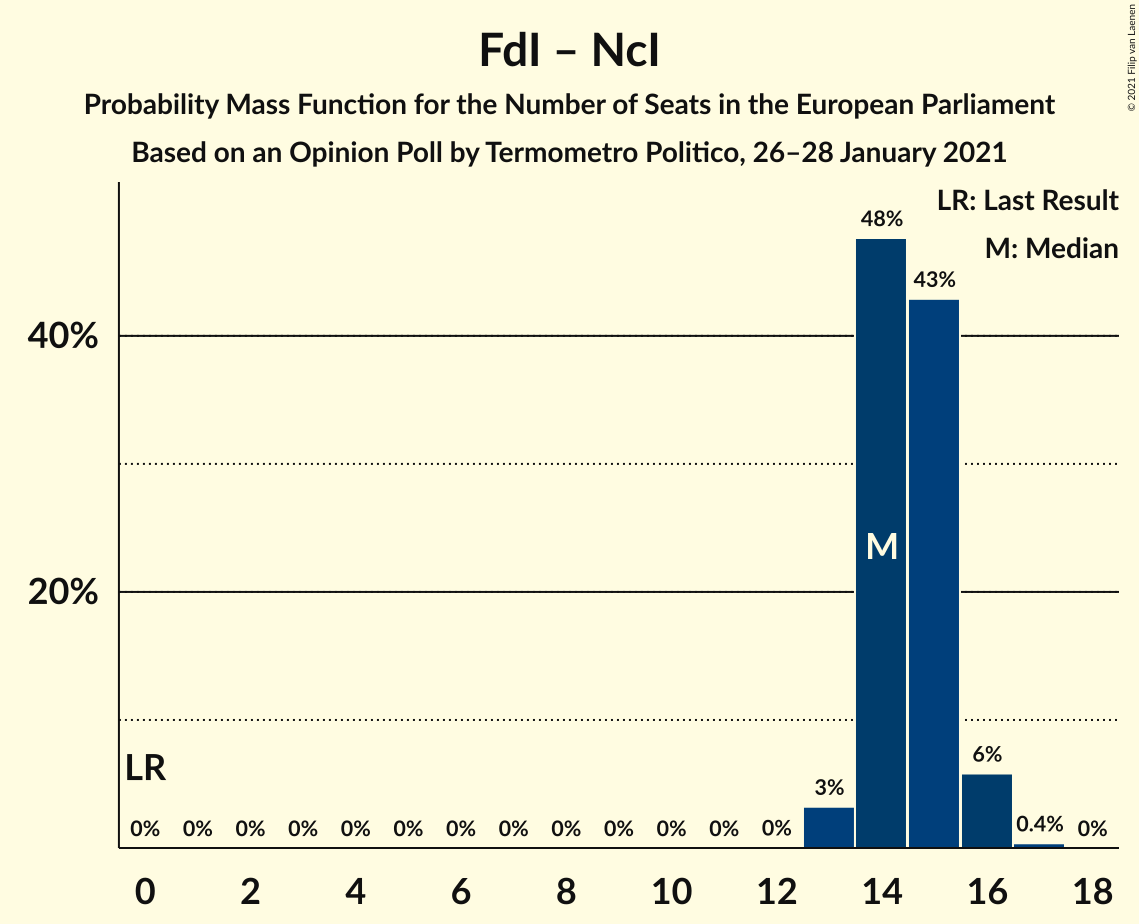 FdI – NcI
Probability Mass Function for the Number of Seats in the European Parliament
Based on an Opinion Poll by Termometro Politico, 26–28 January 2021
© 2021 Filip van Laenen
LR: Last Result
M: Median
48%
43%
40%
20%
M
LR
3%
6%
0.4%
0% 0% 0% 0% 0% 0% 0% 0% 0% 0% 0% 0% 0% 0%
0 2 4 6 8 10 12 14 16 18